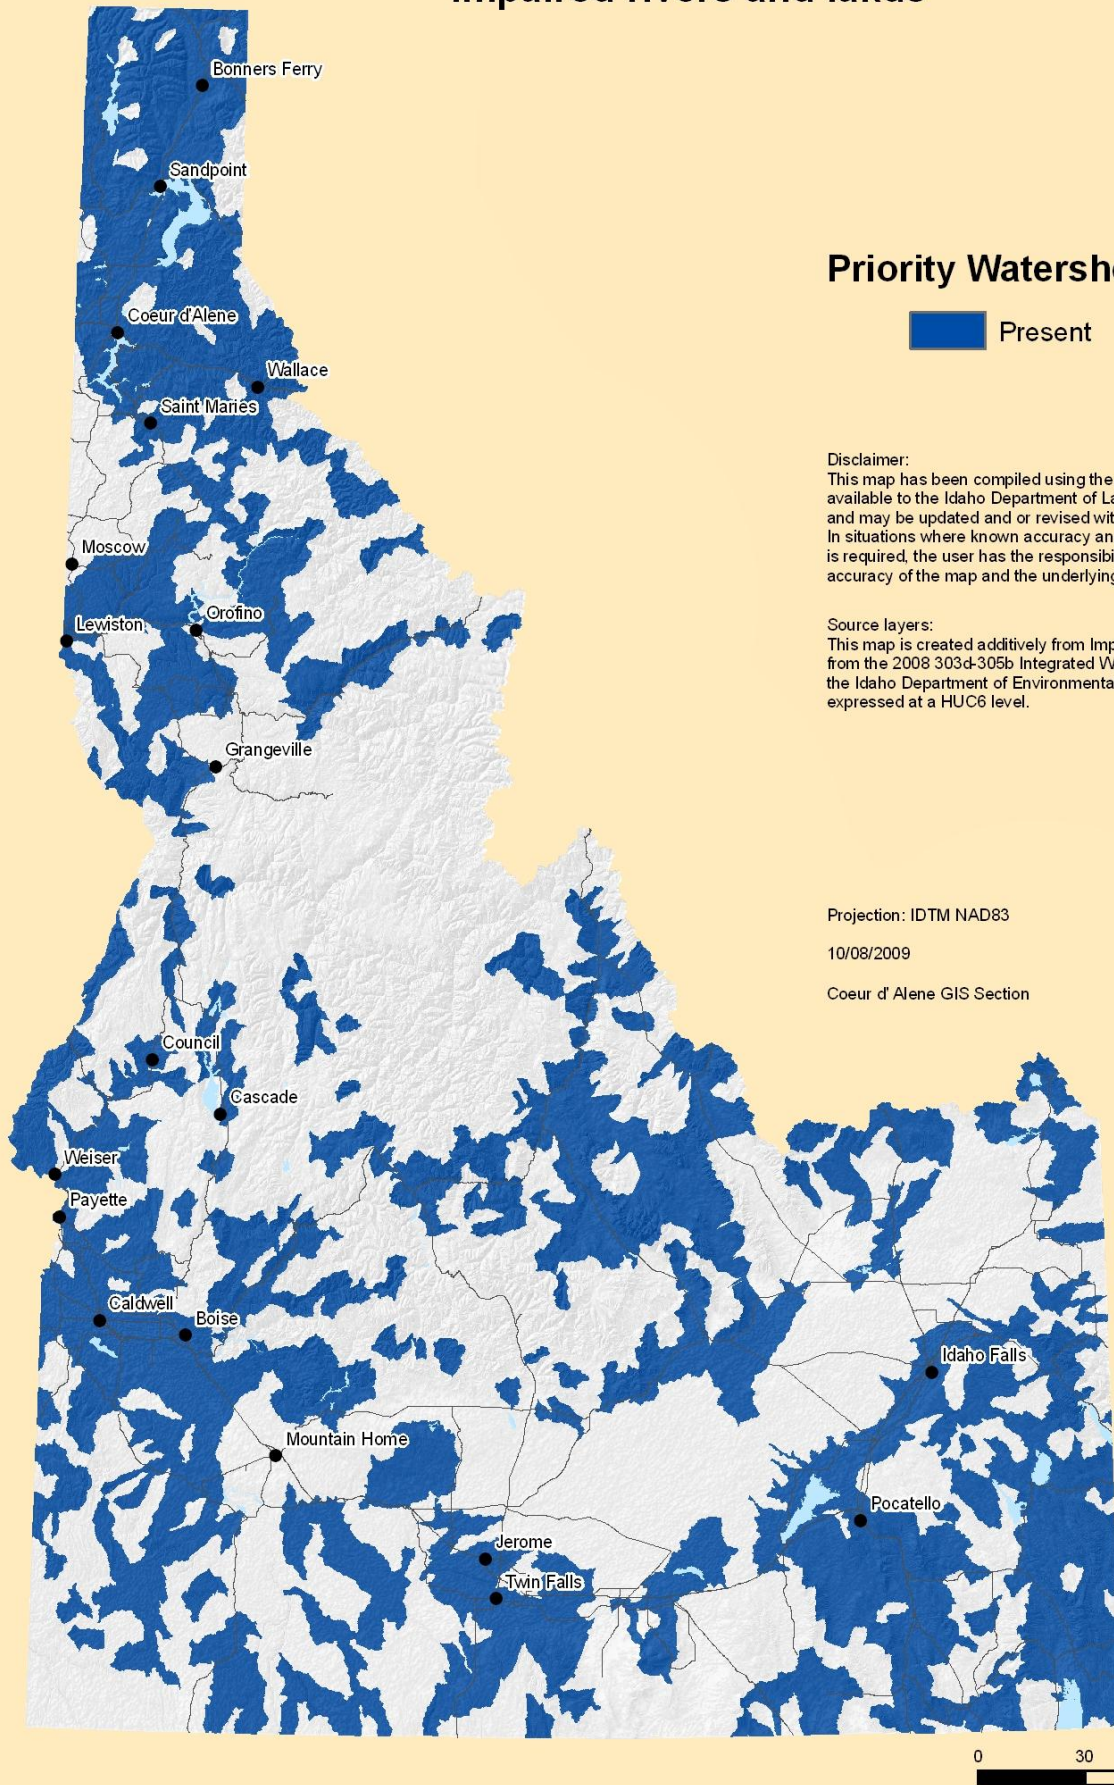 Impaired rivers and lakes
Bonners Ferry
Sandpoint
Priority Watersh
Present
Coeur d'Alene
Wallace
Saint Maries
Disclaimer:
This map has been compiled using the
available to the Idaho Department of La
and may be updated and or revised wit
In situations where known accuracy an
is required, the user has the responsibi
accuracy of the map and the underlying
Moscow
Orofino
Lewiston
Source layers:
This map is created additively from Imp
from the 2008 303d-305b Integrated W
the Idaho Department of Environmenta
expressed at a HUC6 level.
Grangeville
Projection: IDTM NAD83
10/08/2009
Coeur d' Alene GIS Section
Council
Cascade
Weiser
Payette
Caldwell
Boise
Idaho Falls
Mountain Home
Pocatello
Jerome
Twin Falls
0 30